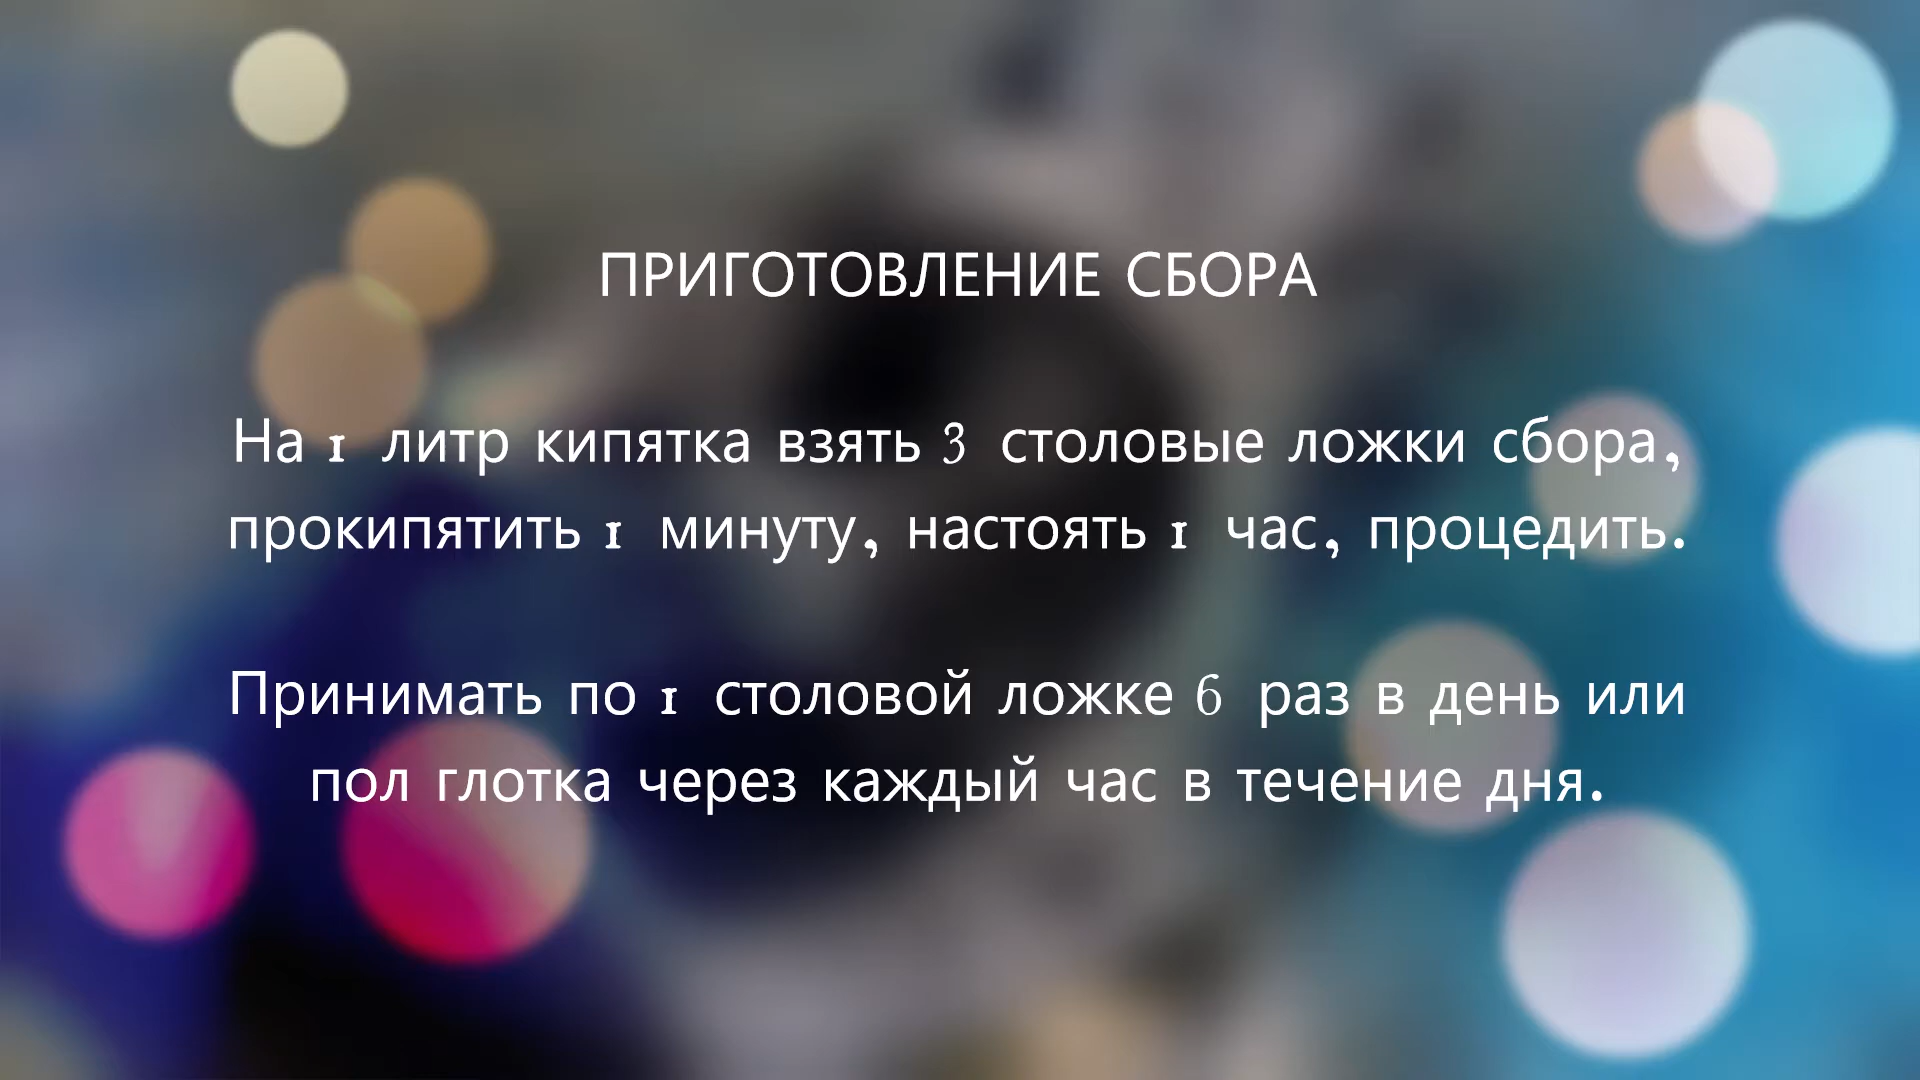 ПРИГОТОВЛЕНИЕ СБОРА
На 1 литр кипятка взять 3 столовые ложки сбора,
прокипятить 1 минуту, настоять 1 час, процедить.
Принимать по 1 столовой ложке 6 раз в день или
пол глотка через каждый час в течение дня.